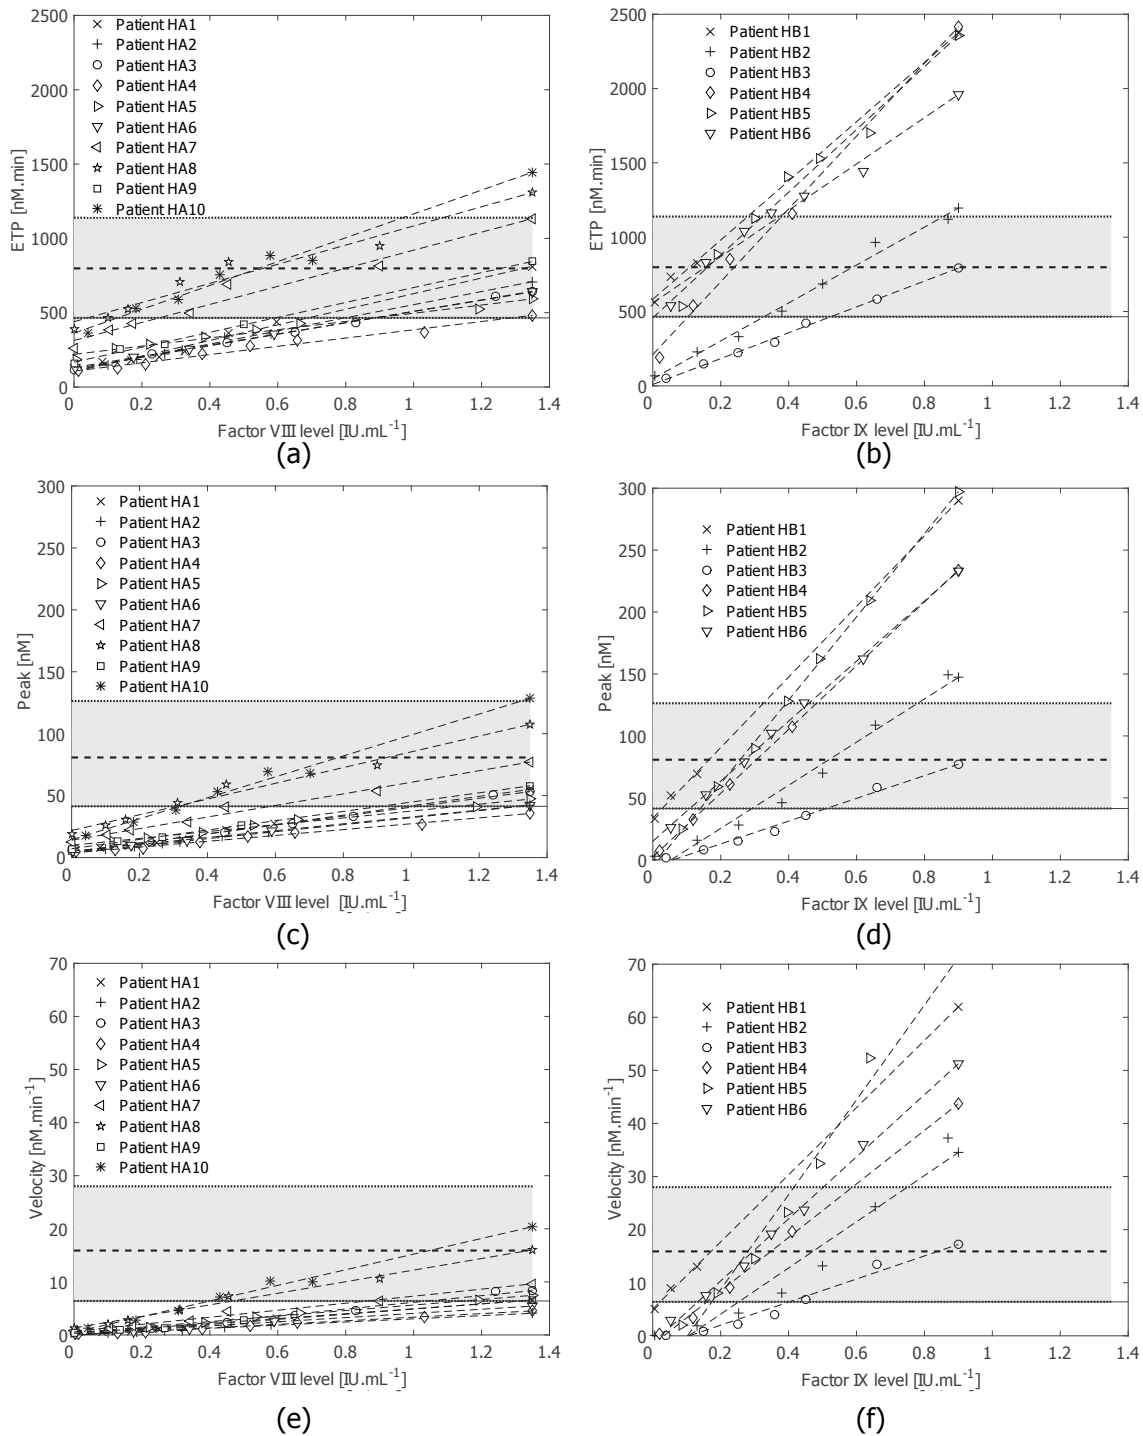 2500
2000
1500
1000
500
0
ETP [nM.min]
Patient HA1
Patient HA2
Patient HA3
Patient HA4
Patient HA5
Patient HA6
Patient HA7
Patient HA8
Patient HA9
Patient HA10
0 0.2 0.4 0.6 0.8 1 1.2 1.4
Factor VIII level [IU.mL⁻¹]
(a)
2500
2000
1500
1000
500
0
ETP [nM.min]
Patient HB1
Patient HB2
Patient HB3
Patient HB4
Patient HB5
Patient HB6
0 0.2 0.4 0.6 0.8 1 1.2 1.4
Factor IX level [IU.mL⁻¹]
(b)
300
250
200
150
100
50
0
Peak [nM]
Patient HA1
Patient HA2
Patient HA3
Patient HA4
Patient HA5
Patient HA6
Patient HA7
Patient HA8
Patient HA9
Patient HA10
0 0.2 0.4 0.6 0.8 1 1.2 1.4
Factor VIII level [IU.mL⁻¹]
(c)
300
250
200
150
100
50
0
Peak [nM]
Patient HB1
Patient HB2
Patient HB3
Patient HB4
Patient HB5
Patient HB6
0 0.2 0.4 0.6 0.8 1 1.2 1.4
Factor IX level [IU.mL⁻¹]
(d)
70
60
50
40
30
20
10
0
Velocity [nM.min⁻¹]
Patient HA1
Patient HA2
Patient HA3
Patient HA4
Patient HA5
Patient HA6
Patient HA7
Patient HA8
Patient HA9
Patient HA10
0 0.2 0.4 0.6 0.8 1 1.2 1.4
Factor VIII level [IU.mL⁻¹]
(e)
70
60
50
40
30
20
10
0
Velocity [nM.min⁻¹]
Patient HB1
Patient HB2
Patient HB3
Patient HB4
Patient HB5
Patient HB6
0 0.2 0.4 0.6 0.8 1 1.2 1.4
Factor IX level [IU.mL⁻¹]
(f)